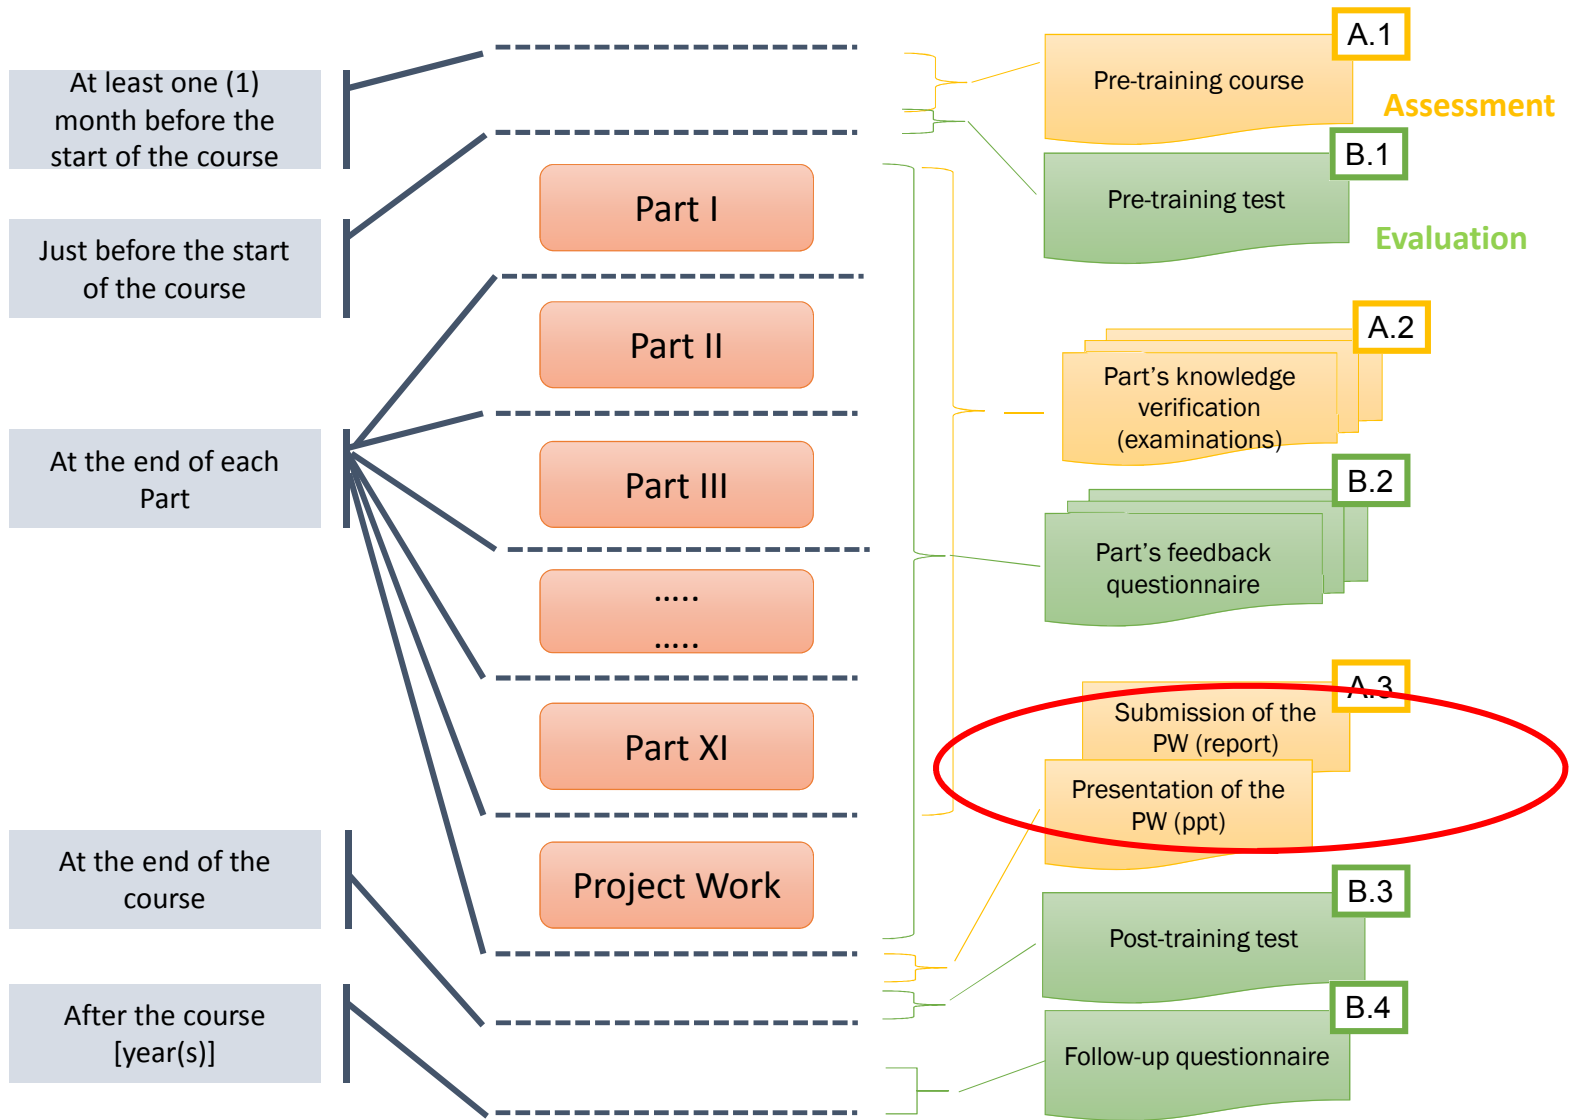 At least one (1)
month before the
start of the course
Just before the start
of the course
At the end of each
Part
At the end of the
course
After the course
[year(s)]
Part I
Part II
Part III
.....
.....
Part XI
Project Work
A.1
Pre-training course
Assessment
B.1
Pre-training test
Evaluation
A.2
Part's knowledge
verification
(examinations)
B.2
Part's feedback
questionnaire
A.3
Submission of the
PW (report)
Presentation of the
PW (ppt)
B.3
Post-training test
B.4
Follow-up questionnaire